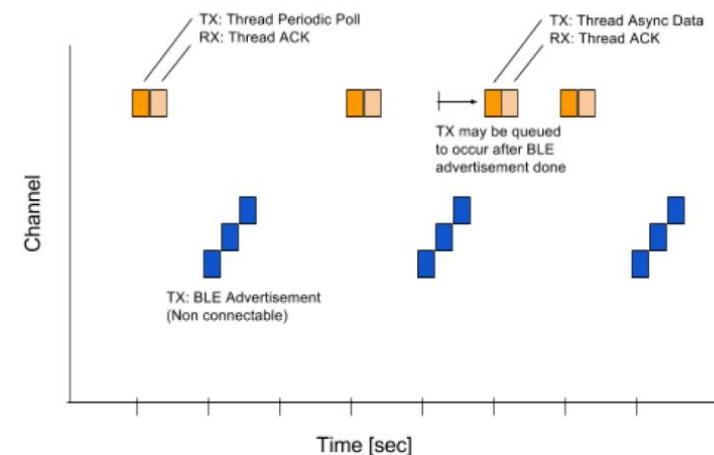 TX: Thread Periodic Poll
RX: Thread ACK
TX: Thread Async Data
RX: Thread ACK
TX may be queued
to occur after BLE
advertisement done
Channel
TX: BLE Advertisement
(Non connectable)
Time [sec]